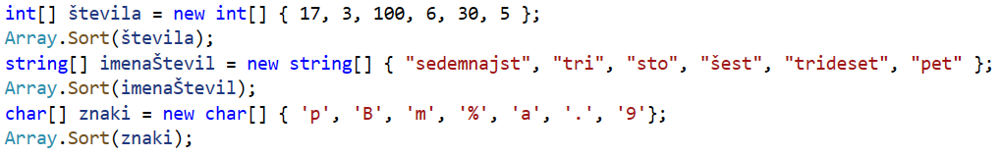 int[] števila = new int[] { 17, 3, 100, 6, 30, 5 };
Array.Sort(števila);
string[] imenaŠtevil = new string[] { "sedemnajst", "tri", "sto", "šest", "trideset", "pet" };
Array.Sort(imenaŠtevil);
char[] znaki = new char[] { 'p', 'B', 'm', '%', 'a', '.', '9'};
Array.Sort(znaki);